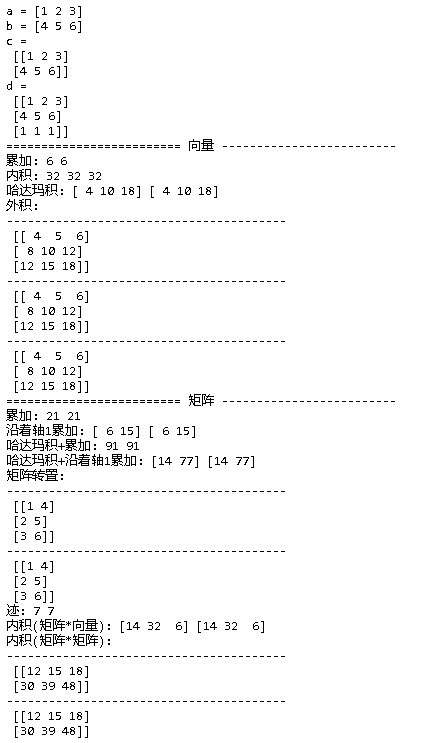 a = [1 2 3]
b = [4 5 6]
c =
 [[1 2 3]
 [4 5 6]]
d =
 [[1 2 3]
 [4 5 6]
 [1 1 1]]
======================== 向量 ------------------------
累加: 6 6
内积: 32 32 32
哈达玛积: [ 4 10 18] [ 4 10 18]
外积:
----------------------------------------
 [[ 4  5  6]
 [ 8 10 12]
 [12 15 18]]
----------------------------------------
 [[ 4  5  6]
 [ 8 10 12]
 [12 15 18]]
----------------------------------------
 [[ 4  5  6]
 [ 8 10 12]
 [12 15 18]]
======================== 矩阵 ------------------------
累加: 21 21
沿着轴1累加: [ 6 15] [ 6 15]
哈达玛积+累加: 91 91
哈达玛积+沿着轴1累加: [14 77] [14 77]
矩阵转置:
----------------------------------------
 [[1 4]
 [2 5]
 [3 6]]
----------------------------------------
 [[1 4]
 [2 5]
 [3 6]]
迹: 7 7
内积(矩阵*向量): [14 32  6] [14 32  6]
内积(矩阵*矩阵):
----------------------------------------
 [[12 15 18]
 [30 39 48]]
----------------------------------------
 [[12 15 18]
 [30 39 48]]